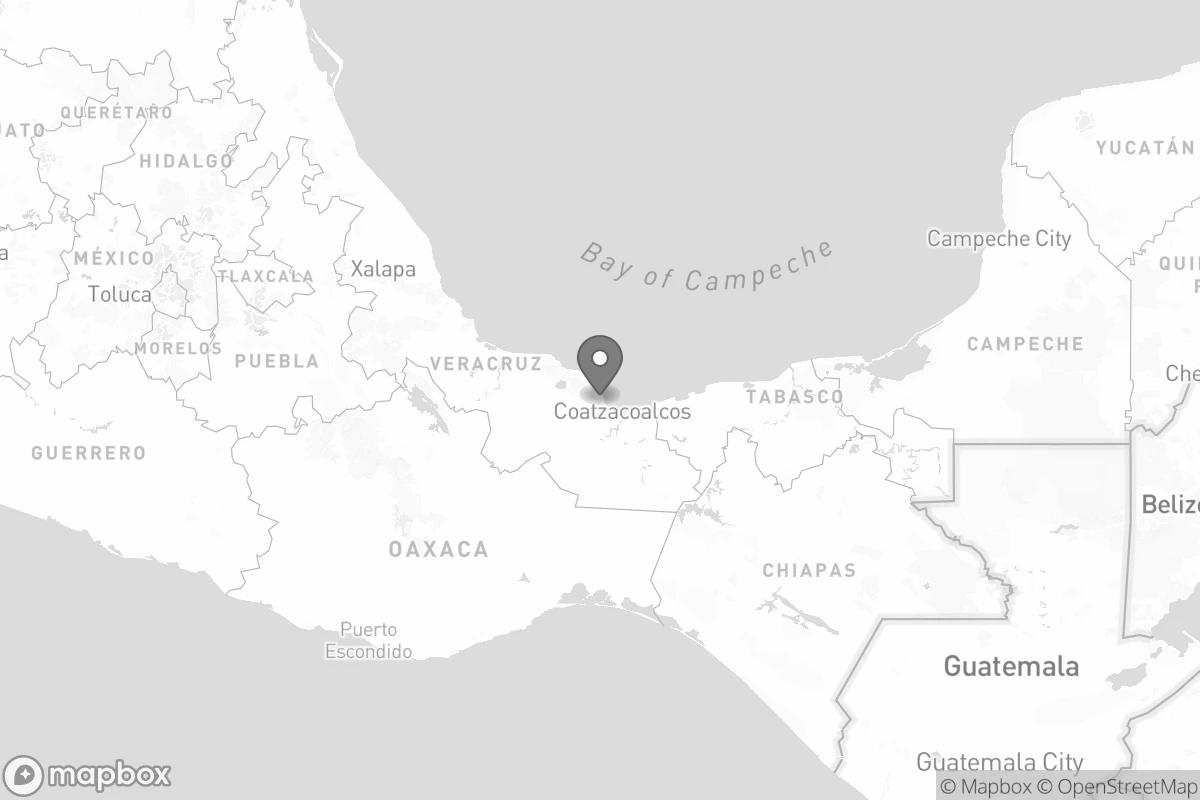 QUERÉTARO
UATO
HIDALGO
YUCATÁN
Campeche City
Bay of Campeche
a
MÉXICO
TLAXCALA
Xalapa
QUI
Toluca
MORELOS
PUEBLA
VERACRUZ
CAMPECHE
Che
TABASCO
Coatzacoalcos
GUERRERO
Belize
OAXACA
CHIAPAS
Puerto
Escondido
Guatemala
Guatemala City
mapbox
© Mapbox © OpenStreetMap